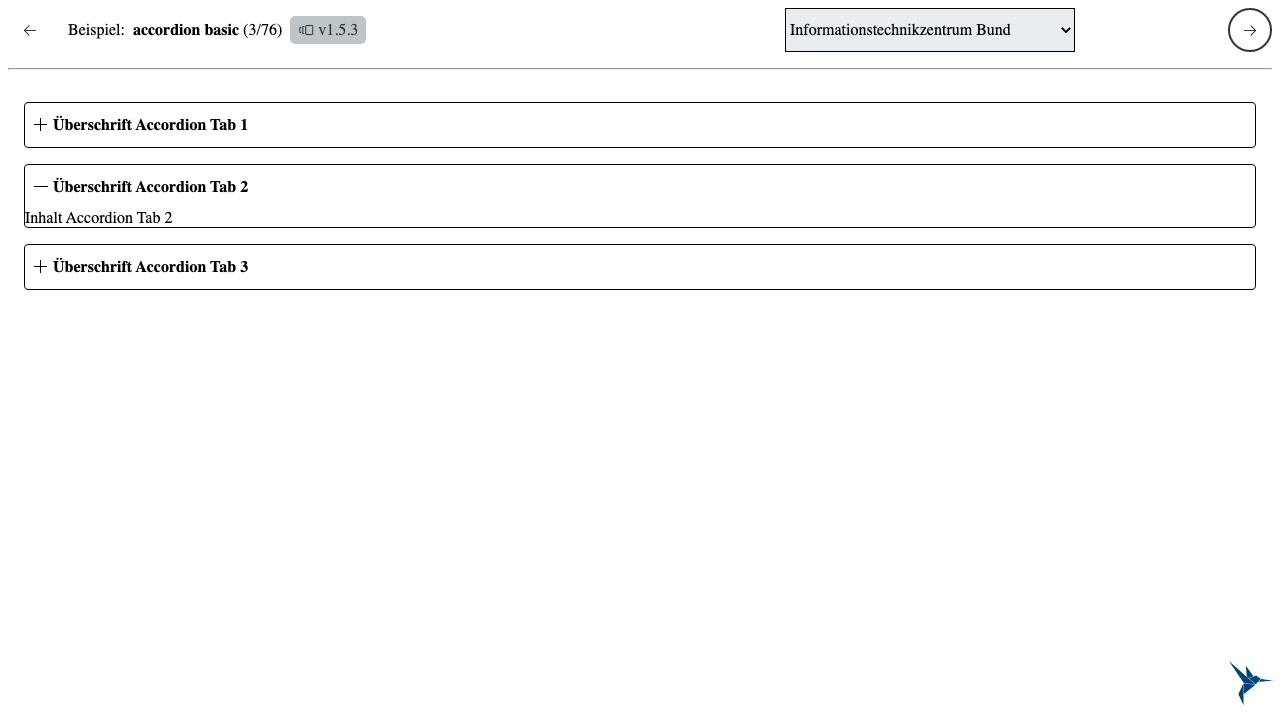 Beispiel: accordion basic (3/76) v1.5.3
Informationstechnikzentrum Bund
Überschrift Accordion Tab 1
Überschrift Accordion Tab 2
Inhalt Accordion Tab 2
Überschrift Accordion Tab 3